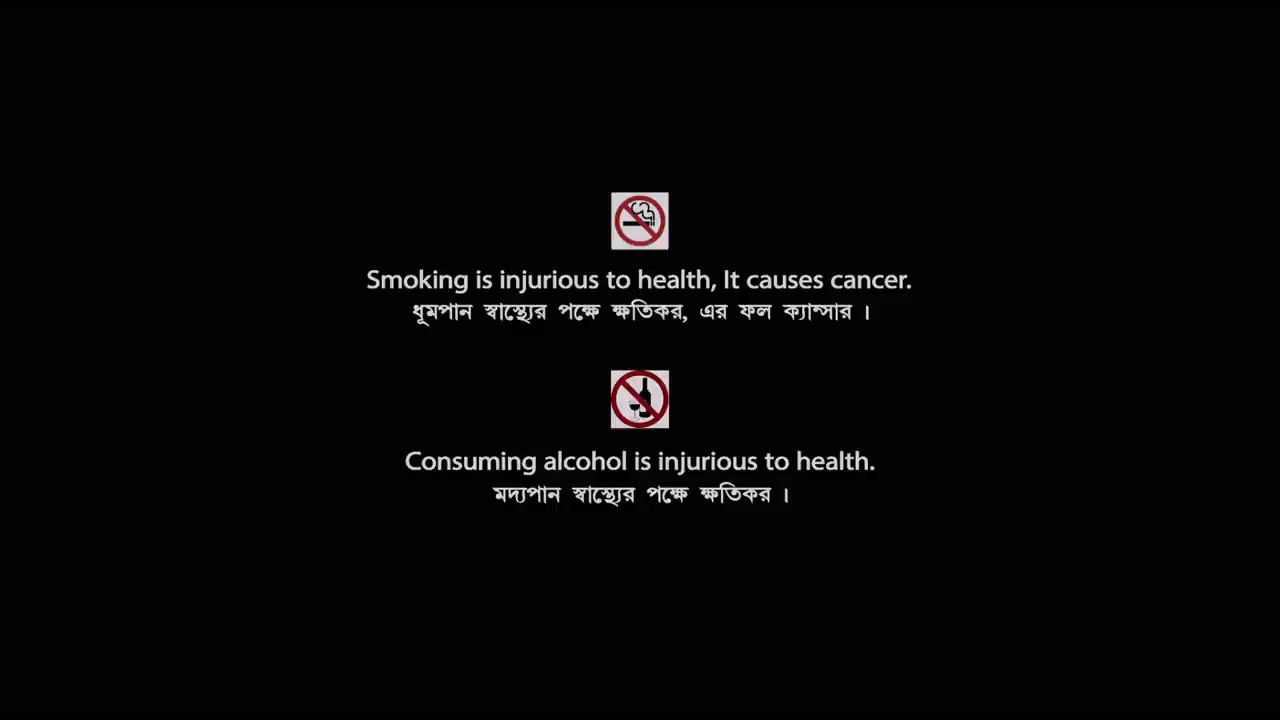 Smoking is injurious to health, It causes cancer.
ধূমপান স্বাস্থ্যের পক্ষে ক্ষতিকর, এর ফল ক্যান্সার ।
Consuming alcohol is injurious to health.
মদ্যপান স্বাস্থ্যের পক্ষে ক্ষতিকর ।